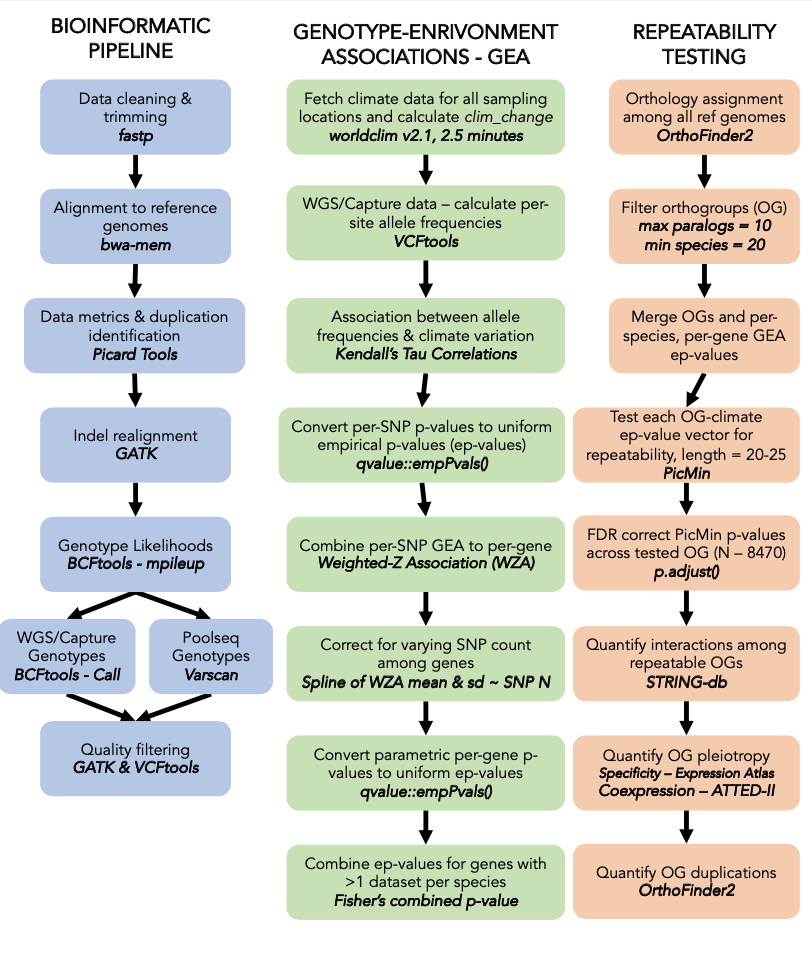 BIOINFORMATIC
PIPELINE
Data cleaning &
trimming
fastp
Alignment to reference
genomes
bwa-mem
Data metrics & duplication
identification
Picard Tools
Indel realignment
GATK
Genotype Likelihoods
BCFtools - mpileup
WGS/Capture
Genotypes
BCFtools - Call
Poolseq
Genotypes
Varscan
Quality filtering
GATK & VCFtools
GENOTYPE-ENRIVONMENT
ASSOCIATIONS - GEA
Fetch climate data for all sampling
locations and calculate clim_change
worldclim v2.1, 2.5 minutes
WGS/Capture data – calculate per-
site allele frequencies
VCFtools
Association between allele
frequencies & climate variation
Kendall's Tau Correlations
Convert per-SNP p-values to uniform
empirical p-values (ep-values)
qvalue::empPvals()
Combine per-SNP GEA to per-gene
Weighted-Z Association (WZA)
Correct for varying SNP count
among genes
Spline of WZA mean & sd ~ SNP N
Convert parametric per-gene p-
values to uniform ep-values
qvalue::empPvals()
Combine ep-values for genes with
>1 dataset per species
Fisher's combined p-value
REPEATABILITY
TESTING
Orthology assignment
among all ref genomes
OrthoFinder2
Filter orthogroups (OG)
max paralogs = 10
min species = 20
Merge OGs and per-
species, per-gene GEA
ep-values
Test each OG-climate
ep-value vector for
repeatability, length = 20-25
PicMin
FDR correct PicMin p-values
across tested OG (N – 8470)
p.adjust()
Quantify interactions among
repeatable OGs
STRING-db
Quantify OG pleiotropy
Specificity – Expression Atlas
Coexpression – ATTED-II
Quantify OG duplications
OrthoFinder2